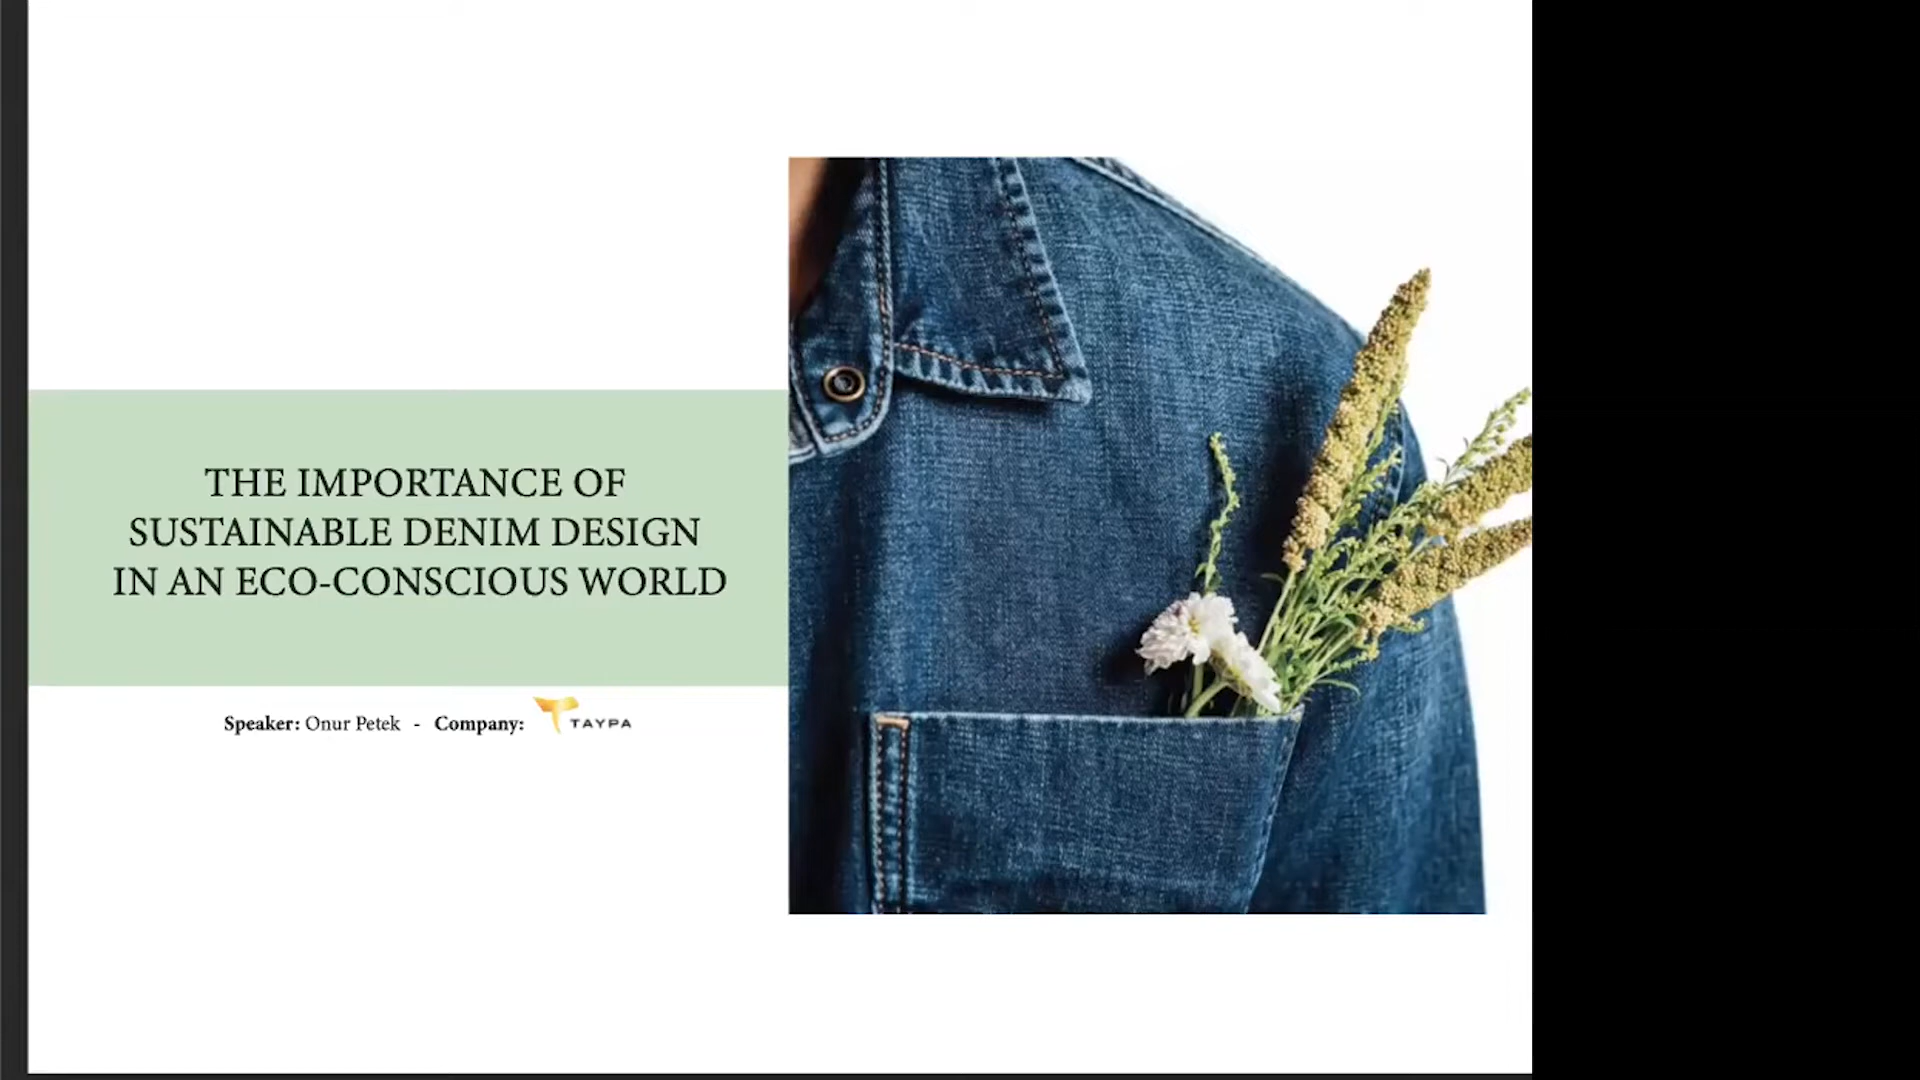 THE IMPORTANCE OF
SUSTAINABLE DENIM DESIGN
IN AN ECO-CONSCIOUS WORLD
Speaker: Onur Petek - Company: TAYPA